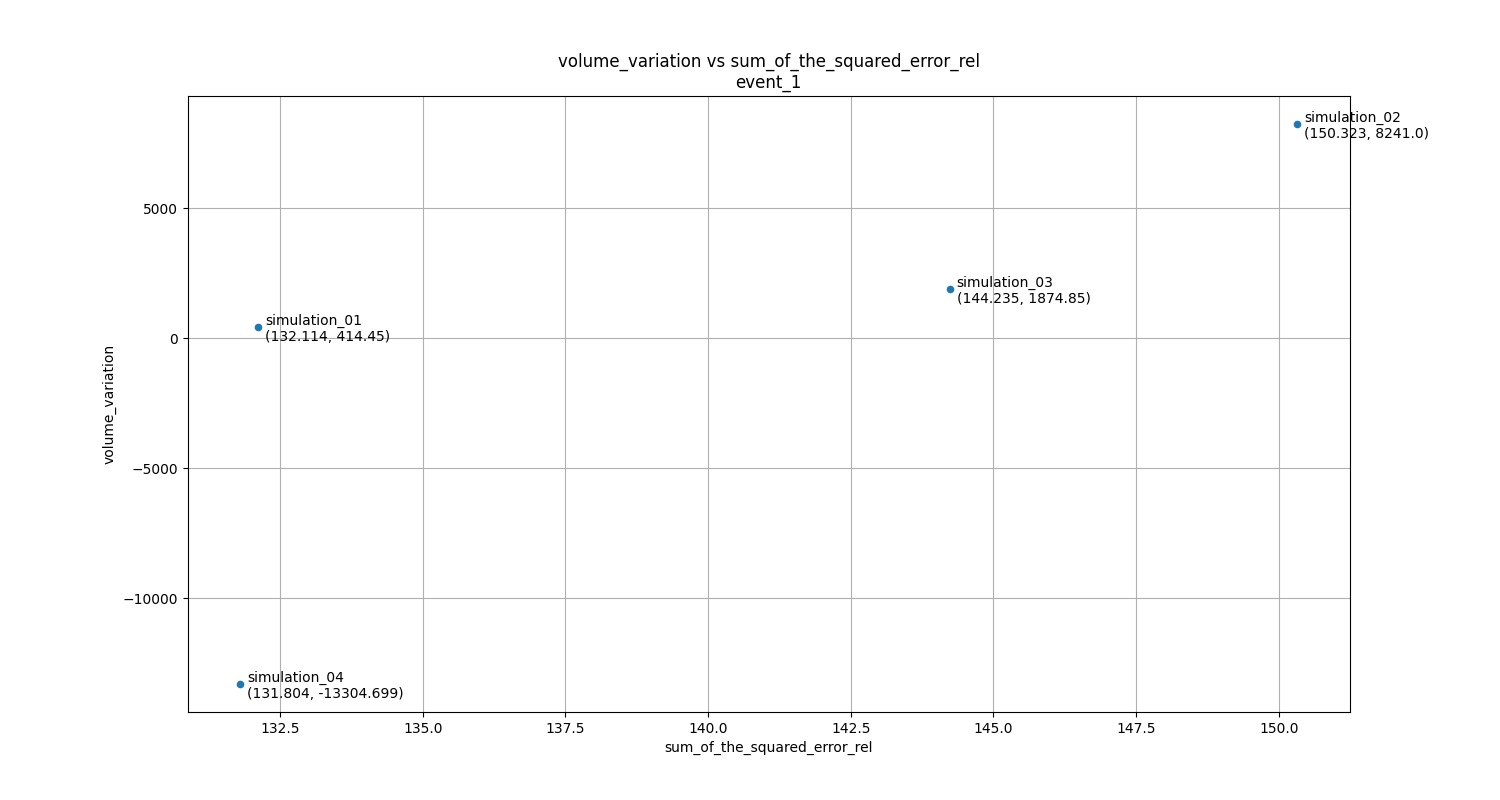 volume_variation vs sum_of_the_squared_error_rel
event_1
simulation_02
(150.323, 8241.0)
5000
simulation_03
(144.235, 1874.85)
simulation_01
(132.114, 414.45)
0
volume_variation
−5000
−10000
simulation_04
(131.804, -13304.699)
132.5
135.0
137.5
140.0
142.5
145.0
147.5
150.0
sum_of_the_squared_error_rel